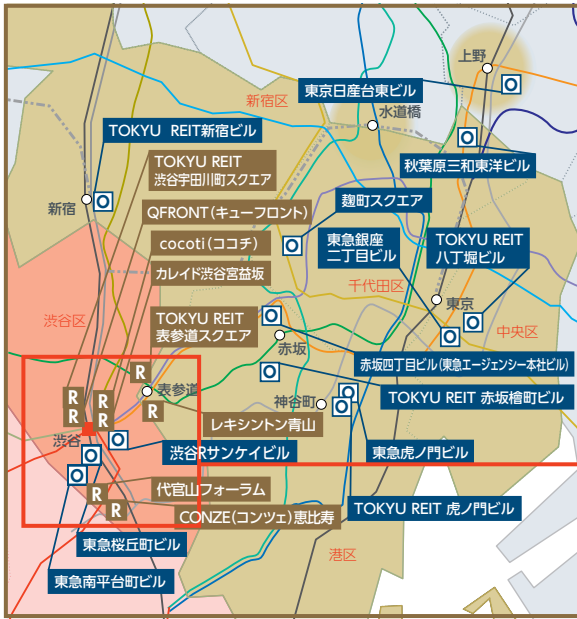 上野
東京日産台東ビル
新宿区
水道橋
TOKYU REIT新宿ビル
秋葉原三和東洋ビル
TOKYU REIT
渋谷宇田川町スクエア
新宿
麹町スクエア
QFRONT(キューフロント)
東急銀座
二丁目ビル
TOKYU REIT
八丁堀ビル
cocoti(ココチ)
カレイド渋谷宮益坂
千代田区
東京
渋谷区
TOKYU REIT
表参道スクエア
中央区
赤坂
赤坂四丁目ビル(東急エージェンシー本社ビル)
表参道
神谷町
TOKYU REIT 赤坂檜町ビル
レキシントン青山
渋谷
渋谷Rサンケイビル
東急虎ノ門ビル
代官山フォーラム
TOKYU REIT 虎ノ門ビル
CONZE(コンツェ)恵比寿
東急桜丘町ビル
港区
東急南平台町ビル
O
O
O
O
O
O
O
O
O
O
O
O
O
R
R
R
R
R
R
R
R